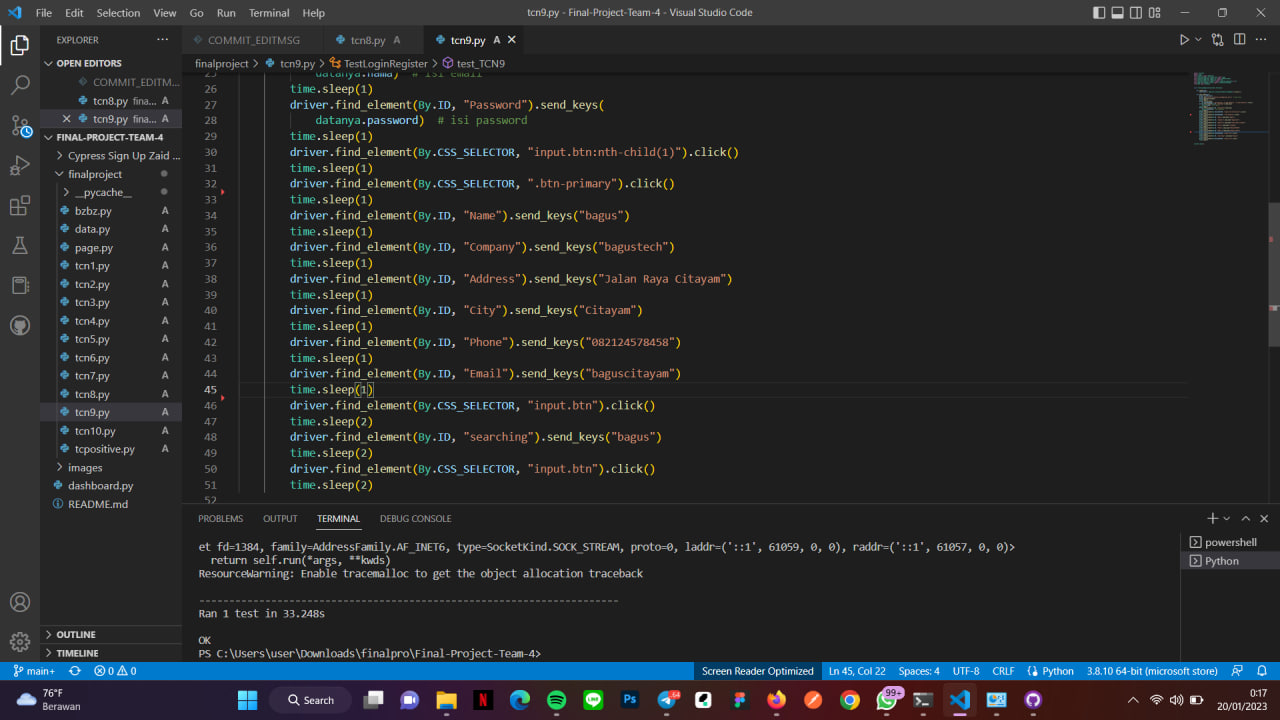 File Edit Selection View Go Run Terminal Help
tcn9.py - Final-Project-Team-4 - Visual Studio Code
EXPLORER
OPEN EDITORS
COMMIT_EDITM...
tcn8.py fina... A
tcn9.py fina... A
FINAL-PROJECT-TEAM-4
Cypress Sign Up Zaid ...
finalproject
__pycache__
bzbz.py A
data.py A
page.py A
tcn1.py A
tcn2.py A
tcn3.py A
tcn4.py A
tcn5.py A
tcn6.py A
tcn7.py A
tcn8.py A
tcn9.py A
tcn10.py A
tcpositive.py A
images
dashboard.py
README.md
OUTLINE
TIMELINE
COMMIT_EDITMSG
tcn8.py A
tcn9.py A
finalproject > tcn9.py > TestLoginRegister > test_TCN9
25 datanya.nama) # isi email
26 time.sleep(1)
27 driver.find_element(By.ID, "Password").send_keys(
28 datanya.password) # isi password
29 time.sleep(1)
30 driver.find_element(By.CSS_SELECTOR, "input.btn:nth-child(1)").click()
31 time.sleep(1)
32 driver.find_element(By.CSS_SELECTOR, ".btn-primary").click()
33 time.sleep(1)
34 driver.find_element(By.ID, "Name").send_keys("bagus")
35 time.sleep(1)
36 driver.find_element(By.ID, "Company").send_keys("bagustech")
37 time.sleep(1)
38 driver.find_element(By.ID, "Address").send_keys("Jalan Raya Citayam")
39 time.sleep(1)
40 driver.find_element(By.ID, "City").send_keys("Citayam")
41 time.sleep(1)
42 driver.find_element(By.ID, "Phone").send_keys("082124578458")
43 time.sleep(1)
44 driver.find_element(By.ID, "Email").send_keys("baguscitayam")
45 time.sleep(1)
46 driver.find_element(By.CSS_SELECTOR, "input.btn").click()
47 time.sleep(2)
48 driver.find_element(By.ID, "searching").send_keys("bagus")
49 time.sleep(2)
50 driver.find_element(By.CSS_SELECTOR, "input.btn").click()
51 time.sleep(2)
52
PROBLEMS OUTPUT TERMINAL DEBUG CONSOLE
et fd=1384, family=AddressFamily.AF_INET6, type=SocketKind.SOCK_STREAM, proto=0, laddr=('::1', 61059, 0, 0), raddr=('::1', 61057, 0, 0)>
return self.run(*args, **kwds)
ResourceWarning: Enable tracemalloc to get the object allocation traceback
----------------------------------------------------------------------
Ran 1 test in 33.248s
OK
PS C:\Users\user\Downloads\finalpro\Final-Project-Team-4>
powershell
Python
main+ 0 0 Screen Reader Optimized Ln 45, Col 22 Spaces: 4 UTF-8 CRLF Python 3.8.10 64-bit (microsoft store)
76°F
Berawan
Search
Ps
64
99+
0:17
20/01/2023